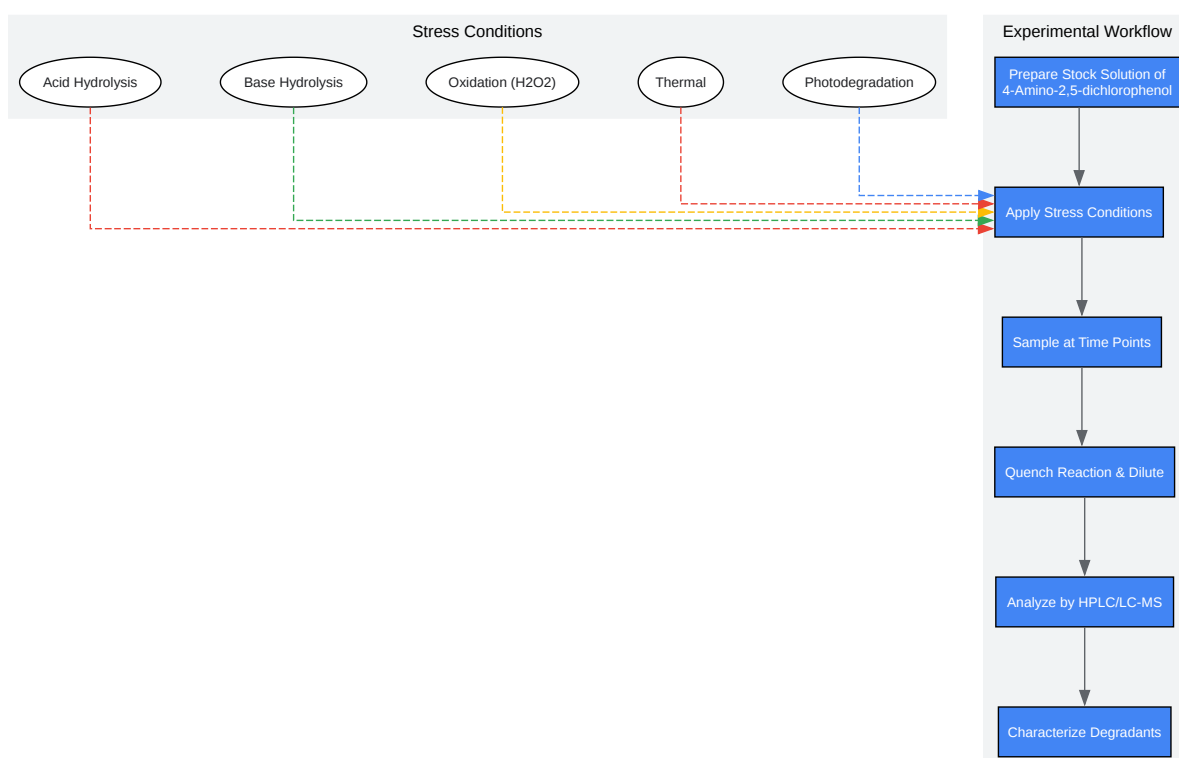 Stress Conditions
Experimental Workflow
Acid Hydrolysis
Base Hydrolysis
Oxidation (H2O2)
Thermal
Photodegradation
Prepare Stock Solution of
4-Amino-2,5-dichlorophenol
Apply Stress Conditions
Sample at Time Points
Quench Reaction & Dilute
Analyze by HPLC/LC-MS
Characterize Degradants